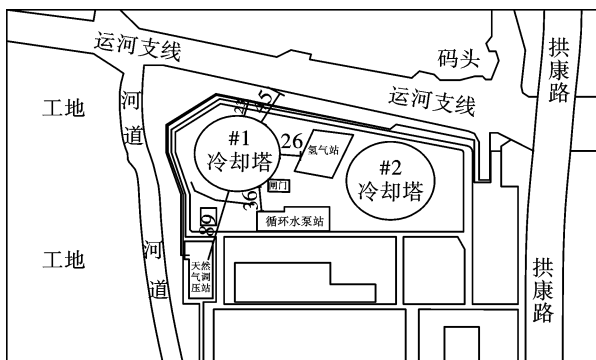 运河支线
码头
拱康路
工地
河道
运河支线
25
45
#1
冷却塔
26
氢气站
#2
冷却塔
闸门
36
89
循环水泵站
工地
河道
天然
气调
压站
拱康路